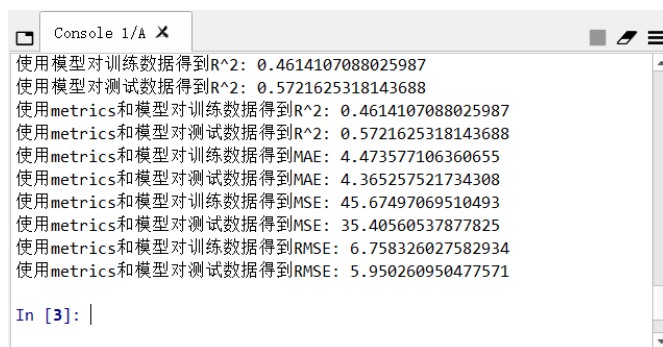 Console 1/A
使用模型对训练数据得到R^2: 0.4614107088025987
使用模型对测试数据得到R^2: 0.5721625318143688
使用metrics和模型对训练数据得到R^2: 0.4614107088025987
使用metrics和模型对测试数据得到R^2: 0.5721625318143688
使用metrics和模型对训练数据得到MAE: 4.473577106360655
使用metrics和模型对测试数据得到MAE: 4.365257521734308
使用metrics和模型对训练数据得到MSE: 45.67497069510493
使用metrics和模型对测试数据得到MSE: 35.40560537877825
使用metrics和模型对训练数据得到RMSE: 6.758326027582934
使用metrics和模型对测试数据得到RMSE: 5.950260950477571
In [3]: